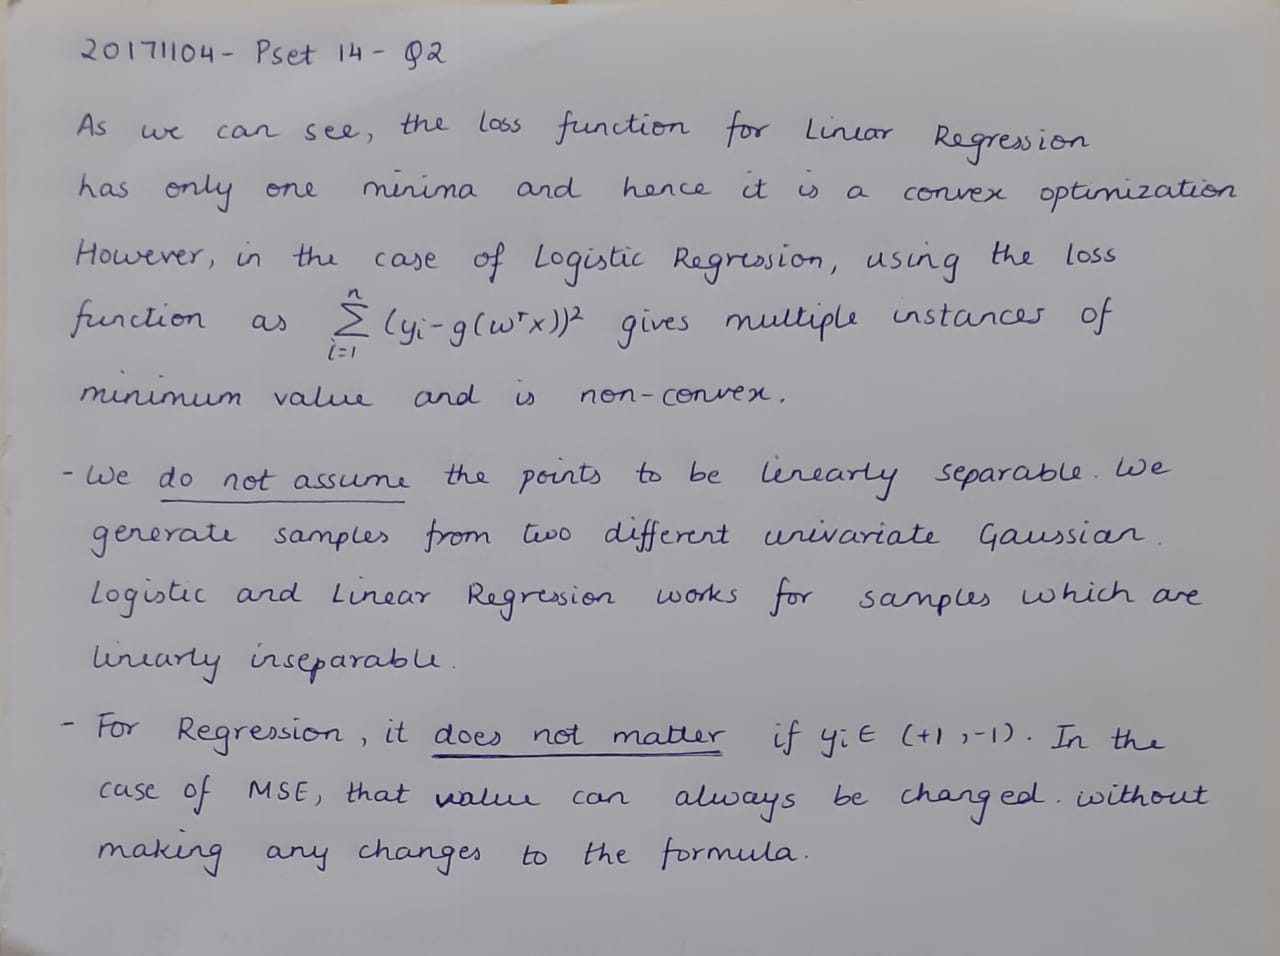 20171104- Pset 14 - Q2
As we can see, the loss function for Linear Regression
has only one minima and hence it is a convex optimization
However, in the case of Logistic Regression, using the loss
function as \sum_{i=1}^{n} (yi-g(wᵀx))² gives multiple instances of
minimum value and is non-convex.
- We do not assume the points to be linearly separable. We
generate samples from two different univariate Gaussian.
Logistic and Linear Regression works for samples which are
linearly inseparable.
- For Regression, it does not matter if yi ∈ (+1,-1). In the
case of MSE, that value can always be changed. without
making any changes to the formula.